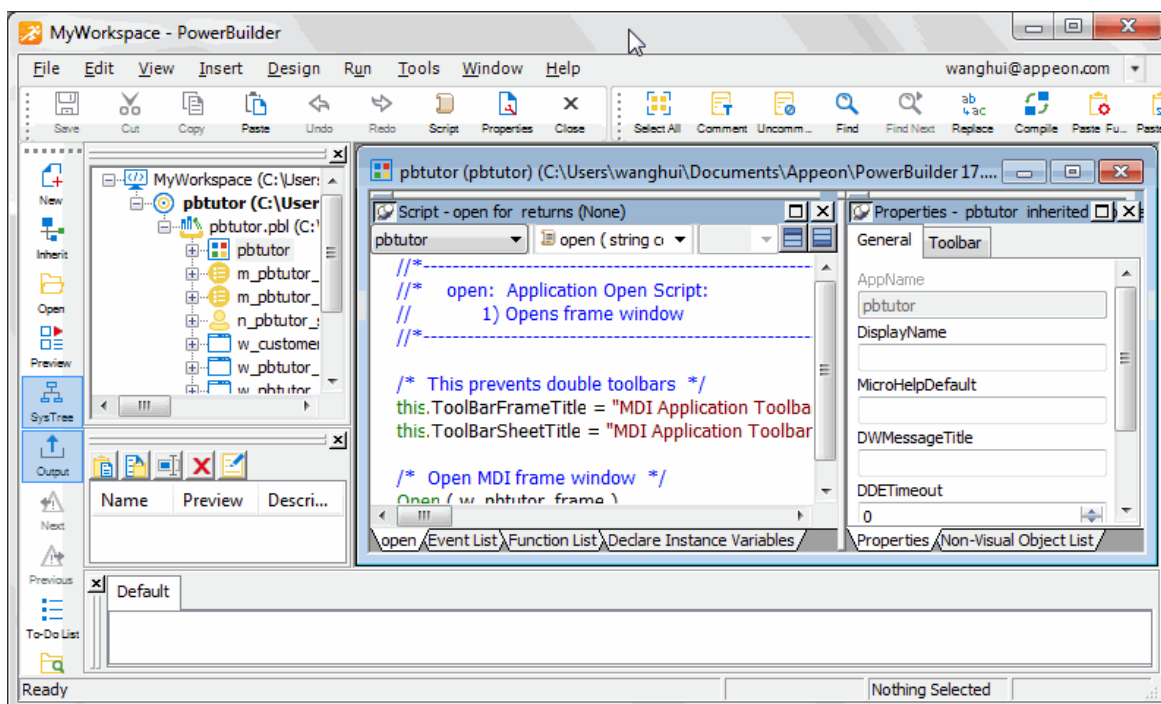 MyWorkspace - PowerBuilder
File Edit View Insert Design Run Tools Window Help wanghui@appeon.com
Save Cut Copy Paste Undo Redo Script Properties Close Select All Comment Uncomm... Find Find Next Replace Compile Paste Fu... Paste
New
Inherit
Open
Preview
SysTree
Output
Next
Previous
To-Do List
MyWorkspace (C:\Users
pbtutor (C:\User
pbtutor.pbl (C:\
pbtutor
m_pbtutor_
m_pbtutor_
n_pbtutor_
w_customer
w_pbtutor_
w_pbtutor
Name Preview Descri...
pbtutor (pbtutor) (C:\Users\wanghui\Documents\Appeon\PowerBuilder 17....
Script - open for returns (None)
pbtutor open ( string co
//*-----------------------------------------------------
//* open: Application Open Script:
// 1) Opens frame window
//*-----------------------------------------------------
/* This prevents double toolbars */
this.ToolBarFrameTitle = "MDI Application Toolba
this.ToolBarSheetTitle = "MDI Application Toolbar
/* Open MDI frame window */
Open ( w_pbtutor_frame )
open Event List Function List Declare Instance Variables
Properties - pbtutor inherited
General Toolbar
AppName
pbtutor
DisplayName
MicroHelpDefault
DWMessageTitle
DDETimeout
0
Properties Non-Visual Object List
Default
Ready Nothing Selected